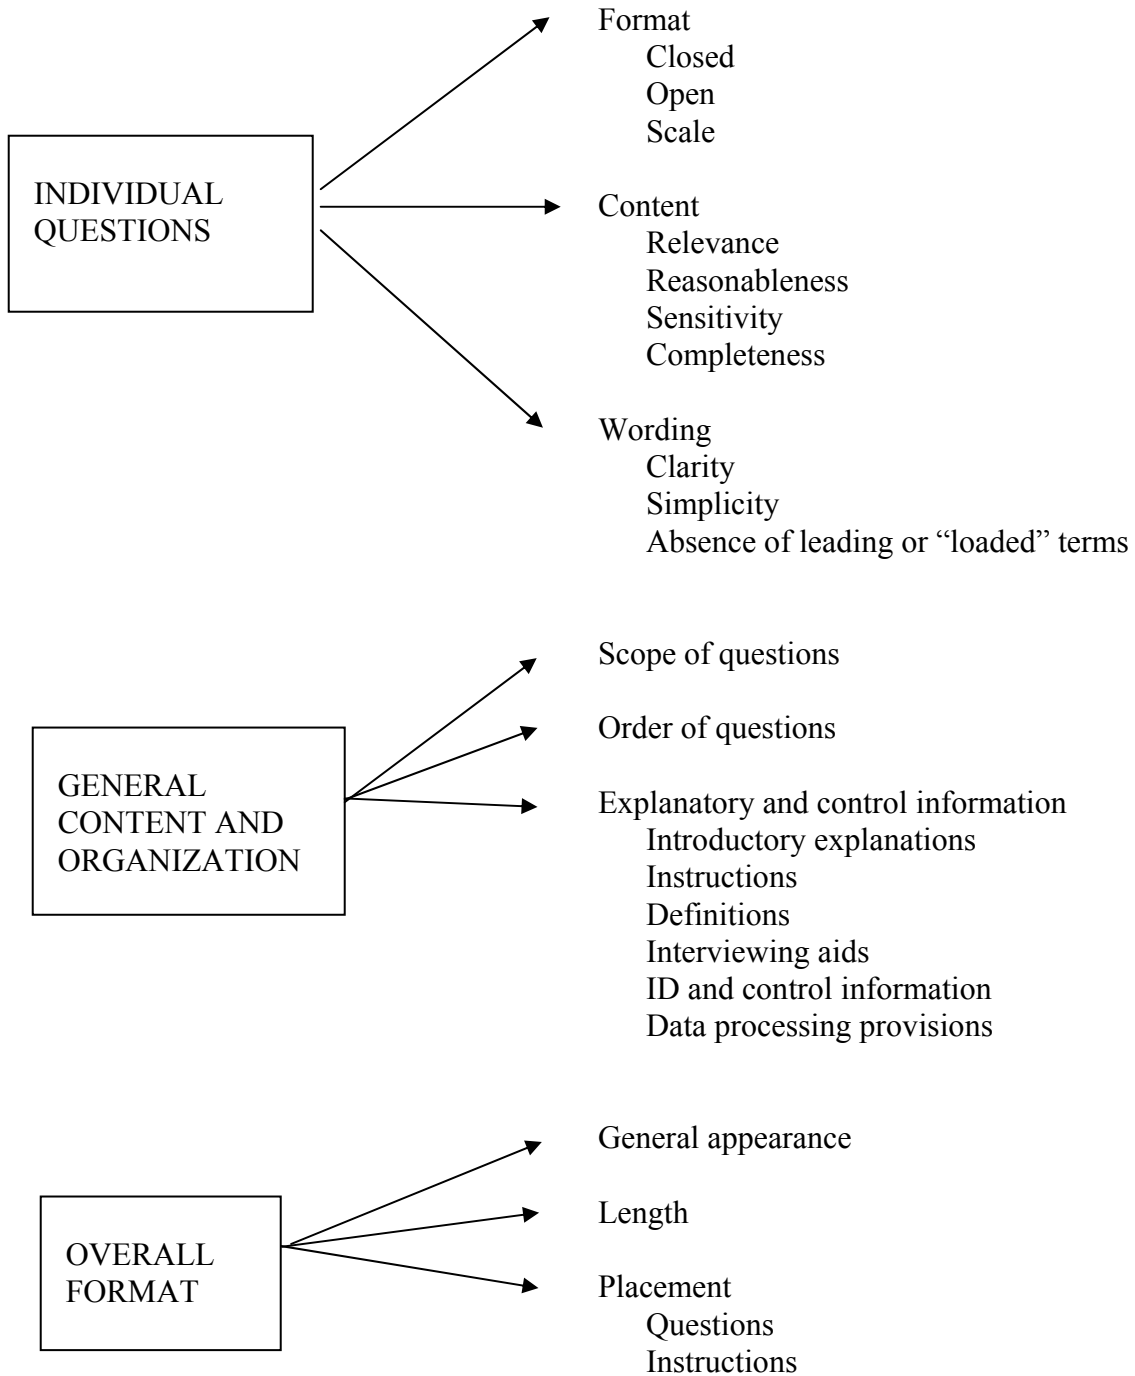 Format
Closed
Open
Scale
INDIVIDUAL
QUESTIONS
Content
Relevance
Reasonableness
Sensitivity
Completeness
Wording
Clarity
Simplicity
Absence of leading or “loaded” terms
Scope of questions
Order of questions
GENERAL
CONTENT AND
ORGANIZATION
Explanatory and control information
Introductory explanations
Instructions
Definitions
Interviewing aids
ID and control information
Data processing provisions
General appearance
Length
OVERALL
FORMAT
Placement
Questions
Instructions